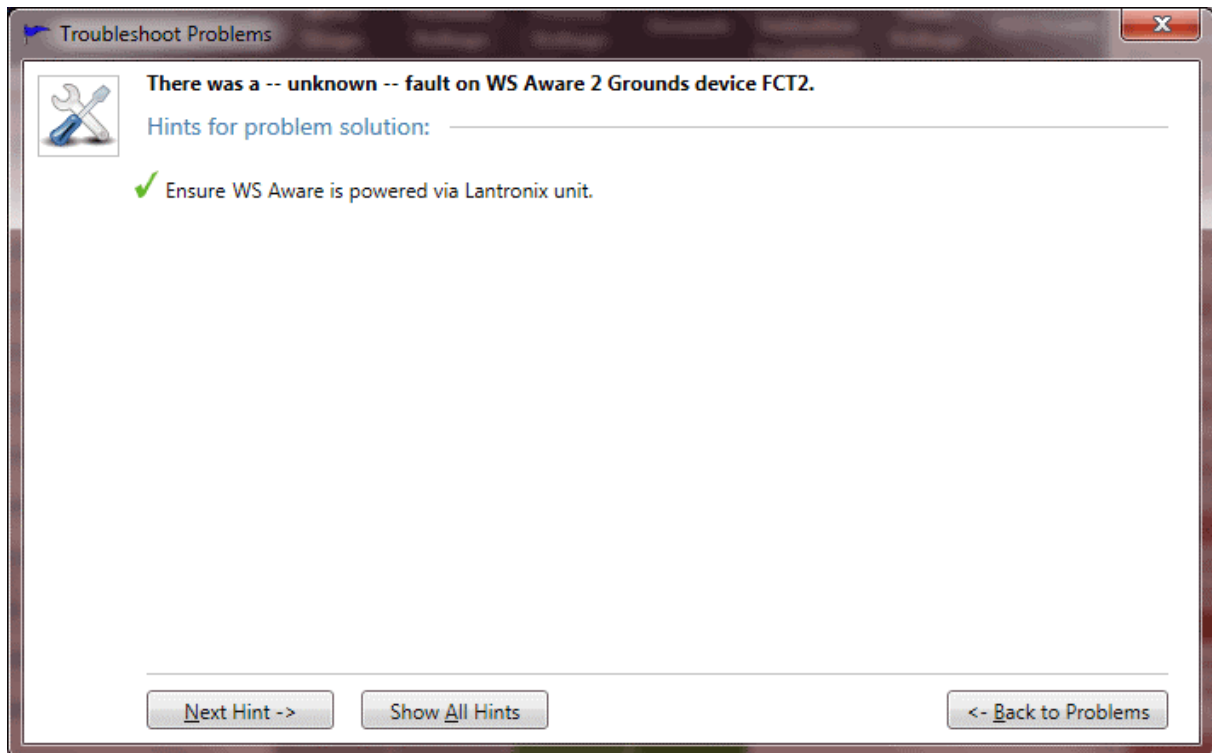 Troubleshoot Problems
There was a -- unknown -- fault on WS Aware 2 Grounds device FCT2.
Hints for problem solution:
Ensure WS Aware is powered via Lantronix unit.
Next Hint ->
Show All Hints
<- Back to Problems